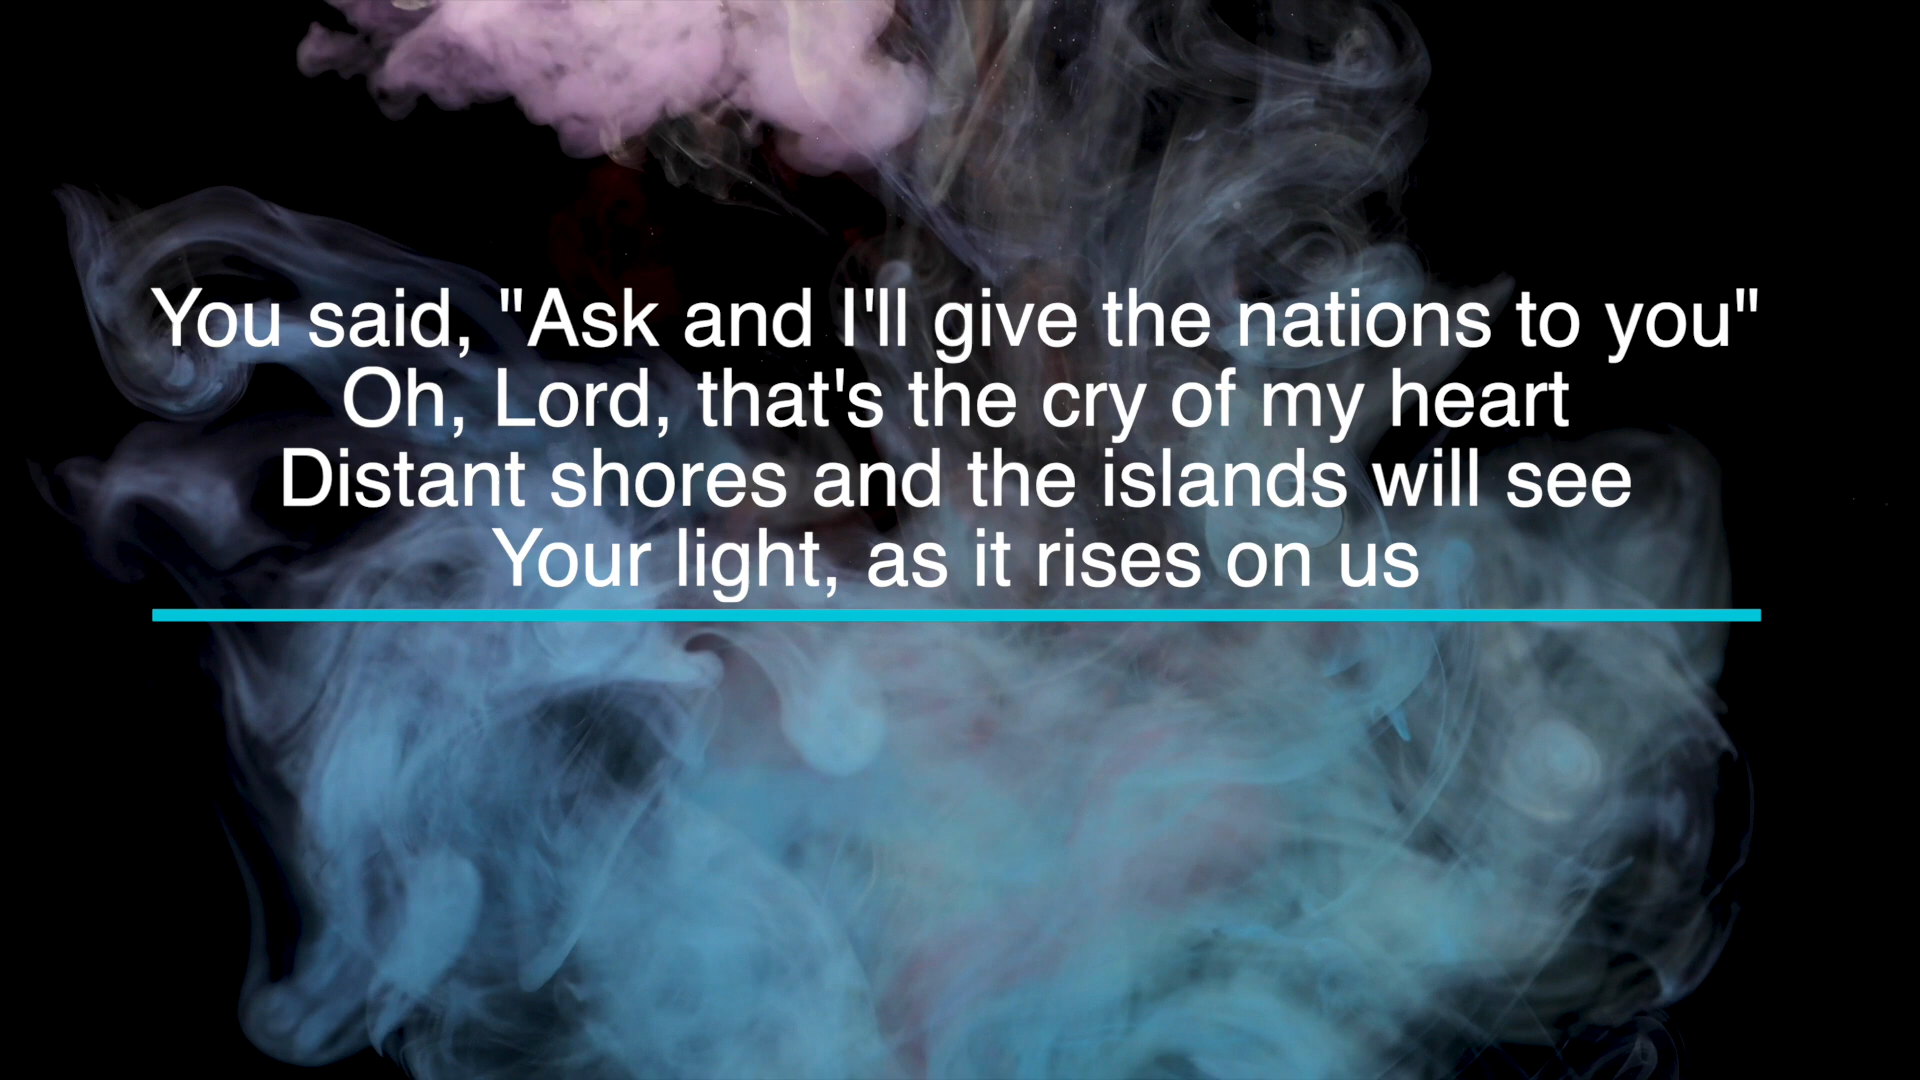 You said, "Ask and I'll give the nations to you"
Oh, Lord, that's the cry of my heart
Distant shores and the islands will see
Your light, as it rises on us